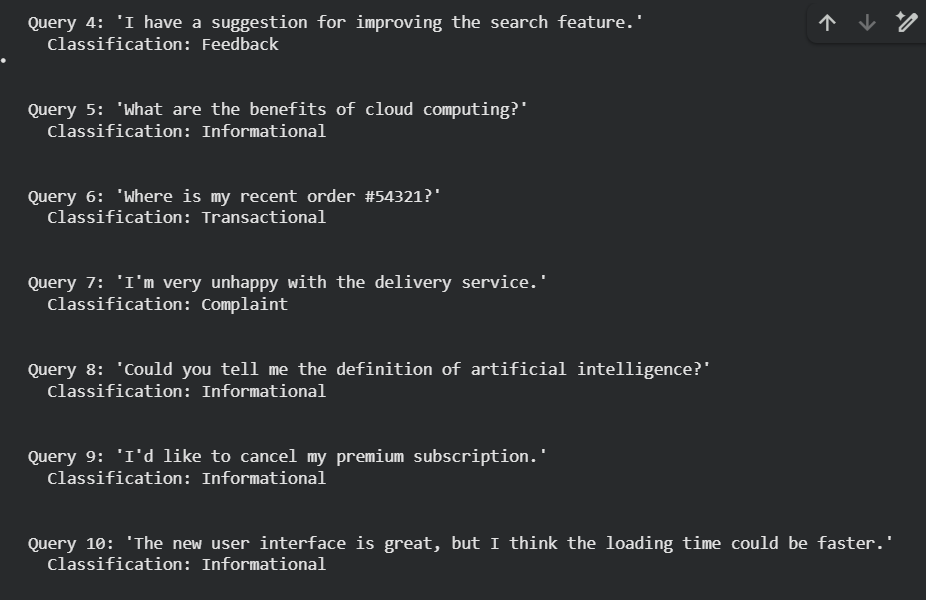 Query 4: 'I have a suggestion for improving the search feature.'
Classification: Feedback
Query 5: 'What are the benefits of cloud computing?'
Classification: Informational
Query 6: 'Where is my recent order #54321?'
Classification: Transactional
Query 7: 'I'm very unhappy with the delivery service.'
Classification: Complaint
Query 8: 'Could you tell me the definition of artificial intelligence?'
Classification: Informational
Query 9: 'I'd like to cancel my premium subscription.'
Classification: Informational
Query 10: 'The new user interface is great, but I think the loading time could be faster.'
Classification: Informational